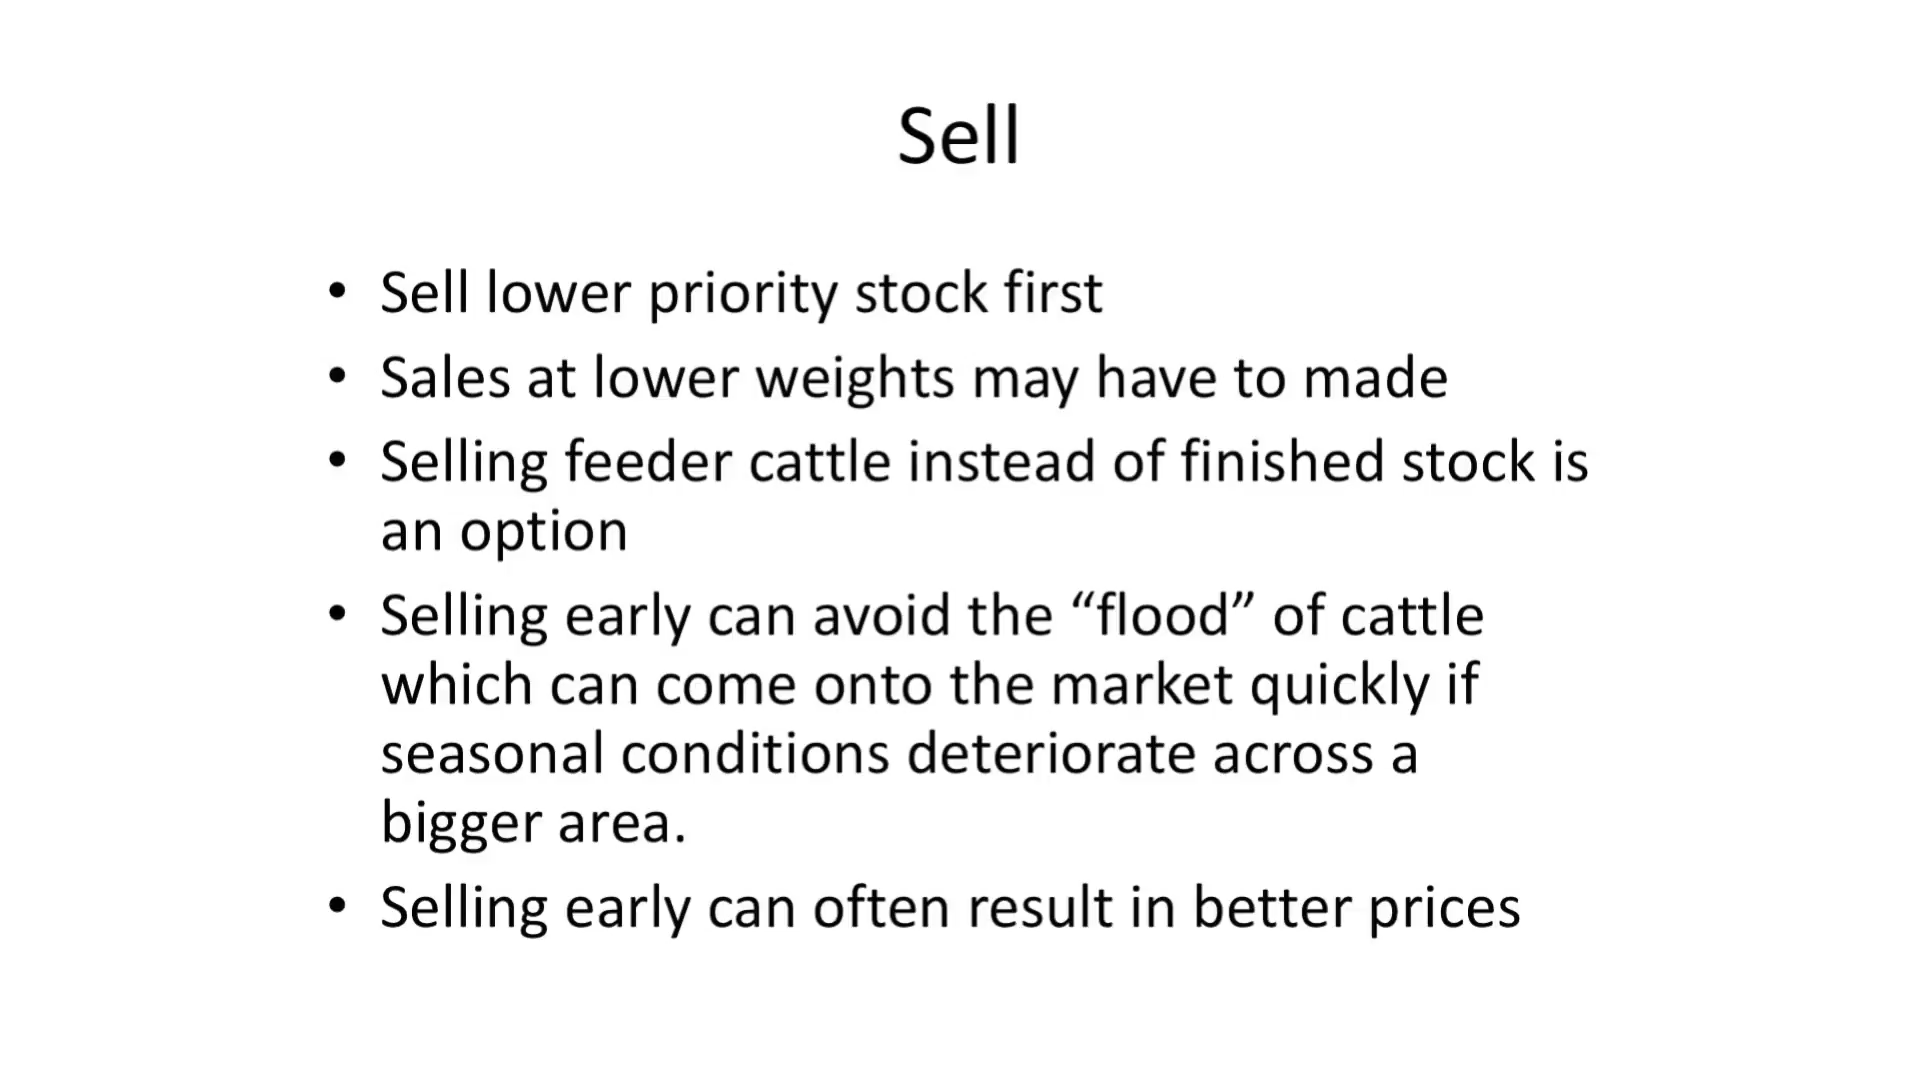 Sell
• Sell lower priority stock first
• Sales at lower weights may have to made
• Selling feeder cattle instead of finished stock is
an option
• Selling early can avoid the “flood” of cattle
which can come onto the market quickly if
seasonal conditions deteriorate across a
bigger area.
• Selling early can often result in better prices